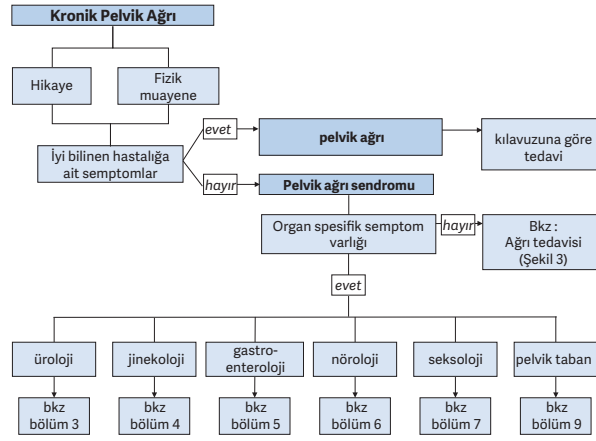 Kronik Pelvik Ağrı
Hikaye
Fizik
muayene
İyi bilinen hastalığa
ait semptomlar
evet
pelvik ağrı
kılavuzuna göre
tedavi
hayır
Pelvik ağrı sendromu
Organ spesifik semptom
varlığı
hayır
Bkz :
Ağrı tedavisi
(Şekil 3)
evet
üroloji
jinekoloji
gastro-
enteroloji
nöroloji
seksoloji
pelvik taban
bkz
bölüm 3
bkz
bölüm 4
bkz
bölüm 5
bkz
bölüm 6
bkz
bölüm 7
bkz
bölüm 9